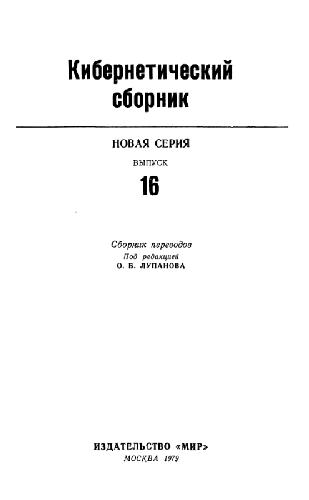 Кибернетический
сборник
НОВАЯ СЕРИЯ
ВЫПУСК
16
Сборник переводов
Под редакцией
О. Б. ЛУПАНОВА
ИЗДАТЕЛЬСТВО «МИР»
МОСКВА 1979